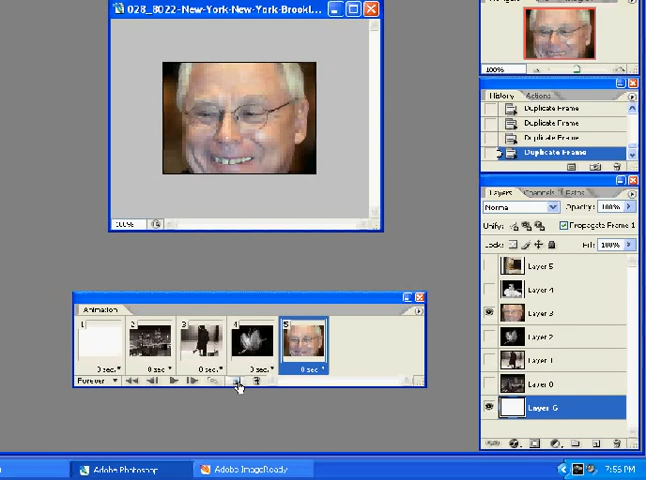 028_8022-New-York-New-York-Brookl...
100%
100%
History
Actions
Duplicate Frame
Duplicate Frame
Duplicate Frame
Duplicate Frame
Layers
Channels
Paths
Normal
Opacity: 100%
Unify:
Propagate Frame 1
Lock:
Fill: 100%
Layer 5
Layer 4
Layer 3
Layer 2
Layer 1
Layer 0
Layer 6
Animation
1
2
3
4
5
0 sec.
0 sec
0 sec.
0 sec.
0 sec
Forever
Adobe Photoshop
Adobe ImageReady
7:56 PM